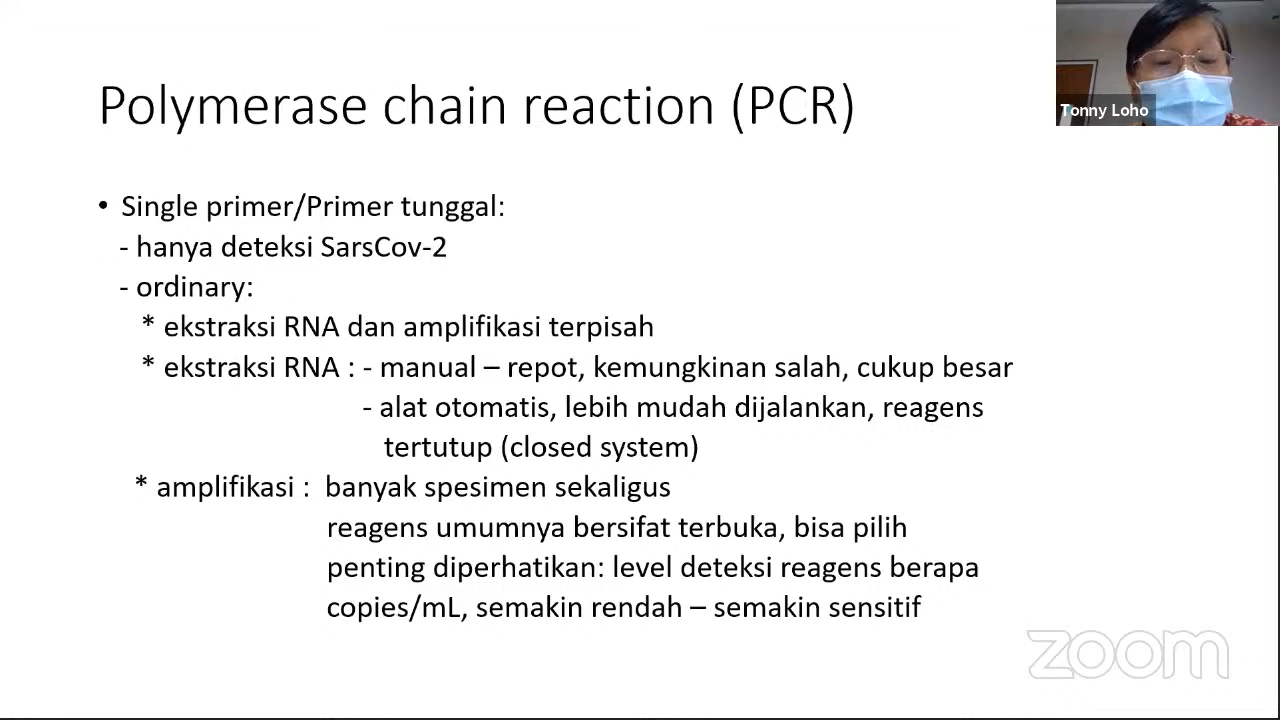 Polymerase chain reaction (PCR)
Tonny Loho
• Single primer/Primer tunggal:
- hanya deteksi SarsCov-2
- ordinary:
* ekstraksi RNA dan amplifikasi terpisah
* ekstraksi RNA : - manual – repot, kemungkinan salah, cukup besar
- alat otomatis, lebih mudah dijalankan, reagens
tertutup (closed system)
* amplifikasi : banyak spesimen sekaligus
reagens umumnya bersifat terbuka, bisa pilih
penting diperhatikan: level deteksi reagens berapa
copies/mL, semakin rendah – semakin sensitif
zoom